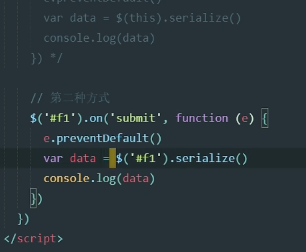 e.preventDefault()
var data = $(this).serialize()
console.log(data)
}) */
// 第二种方式
$('#f1').on('submit', function (e) {
e.preventDefault()
var data = $('#f1').serialize()
console.log(data)
})
})
</script>